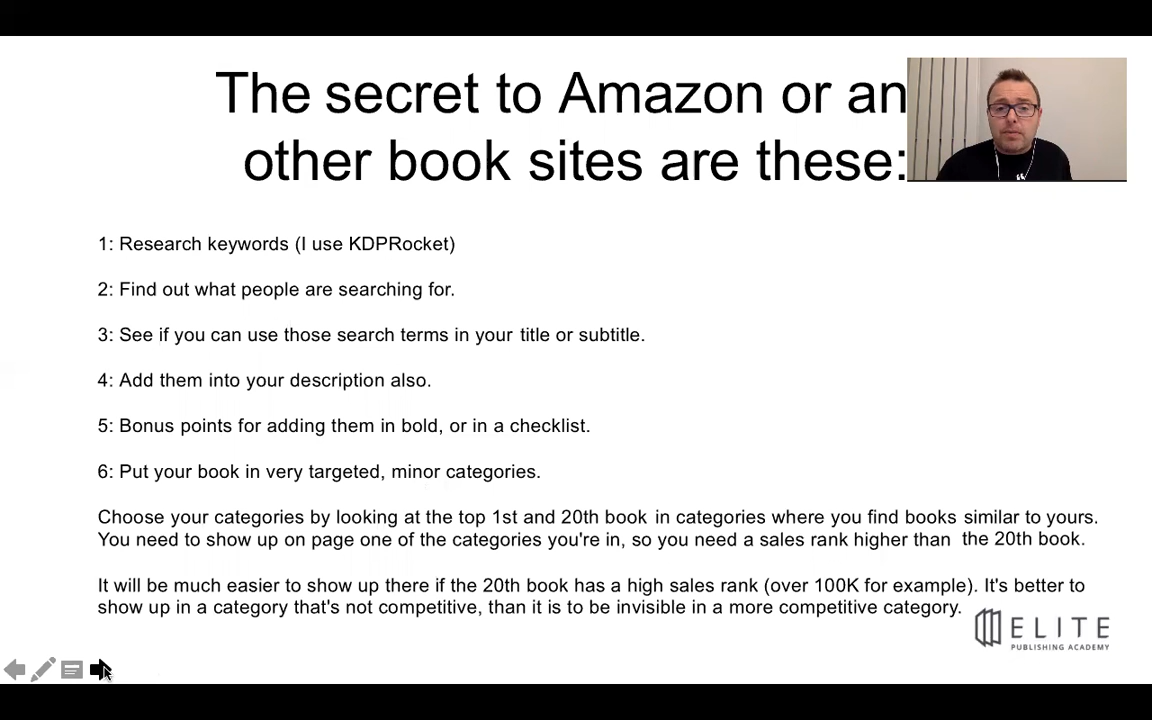 The secret to Amazon or an
other book sites are these:
1: Research keywords (I use KDPRocket)
2: Find out what people are searching for.
3: See if you can use those search terms in your title or subtitle.
4: Add them into your description also.
5: Bonus points for adding them in bold, or in a checklist.
6: Put your book in very targeted, minor categories.
Choose your categories by looking at the top 1st and 20th book in categories where you find books similar to yours.
You need to show up on page one of the categories you're in, so you need a sales rank higher than the 20th book.
It will be much easier to show up there if the 20th book has a high sales rank (over 100K for example). It's better to
show up in a category that's not competitive, than it is to be invisible in a more competitive category.
ELITE
PUBLISHING ACADEMY